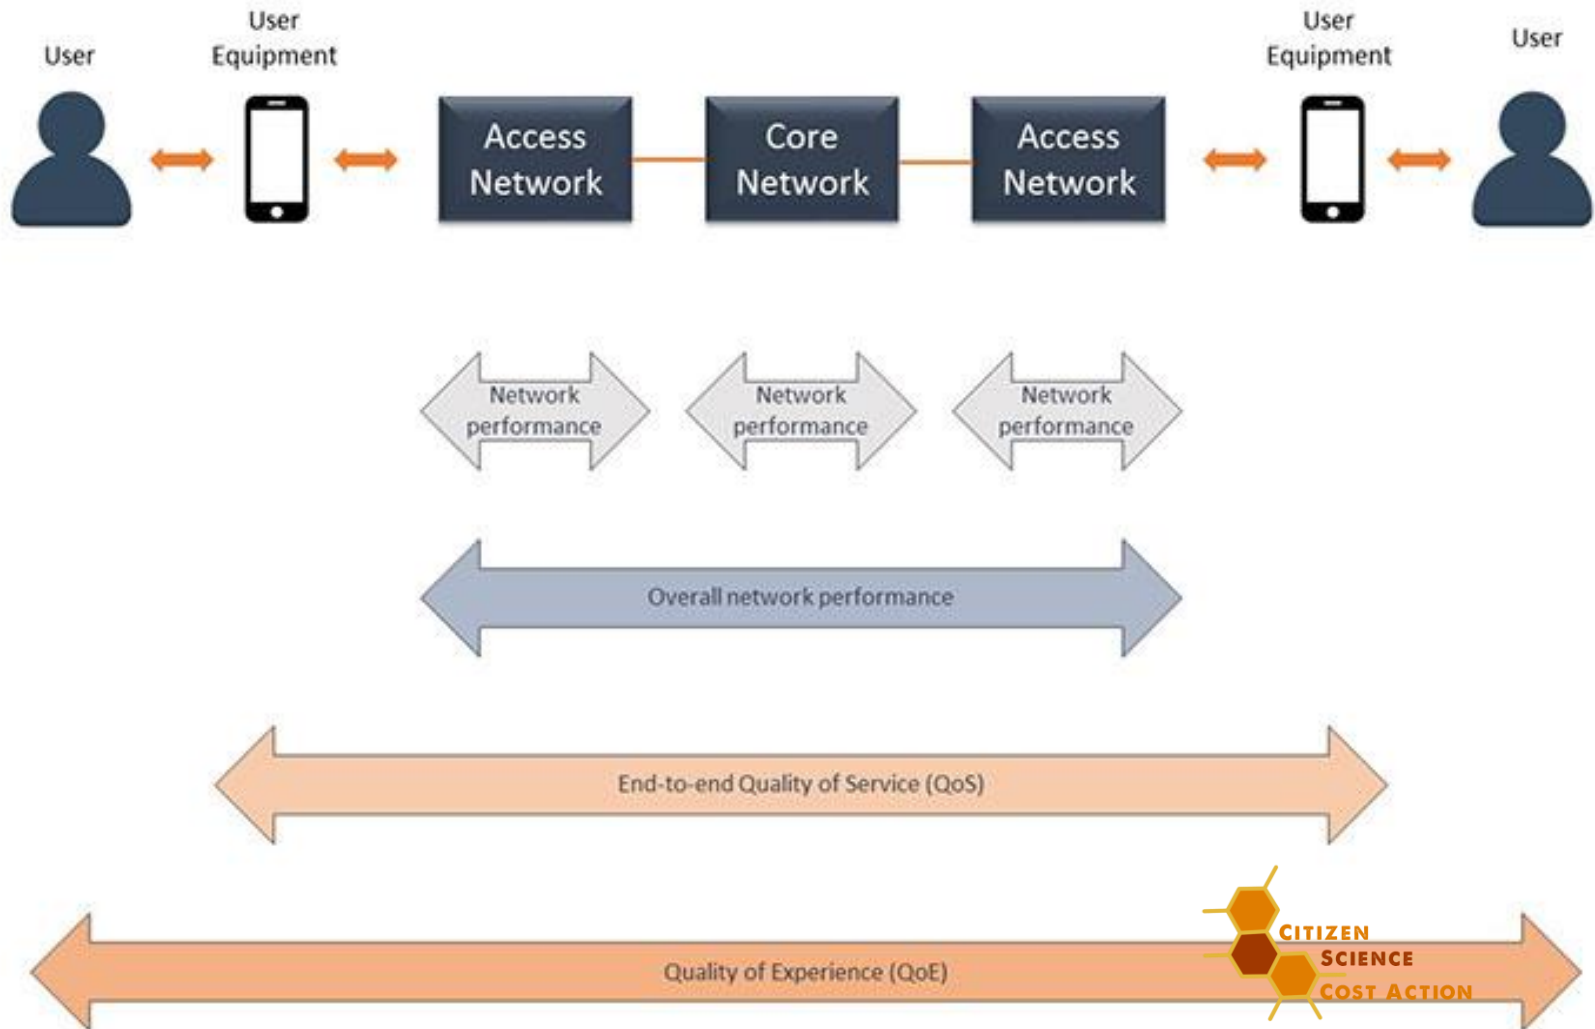 User
User
Equipment
User
Equipment
User
Access
Network
Core
Network
Access
Network
Network
performance
Network
performance
Network
performance
Overall network performance
End-to-end Quality of Service (QoS)
Quality of Experience (QoE)
CITIZEN
SCIENCE
COST ACTION